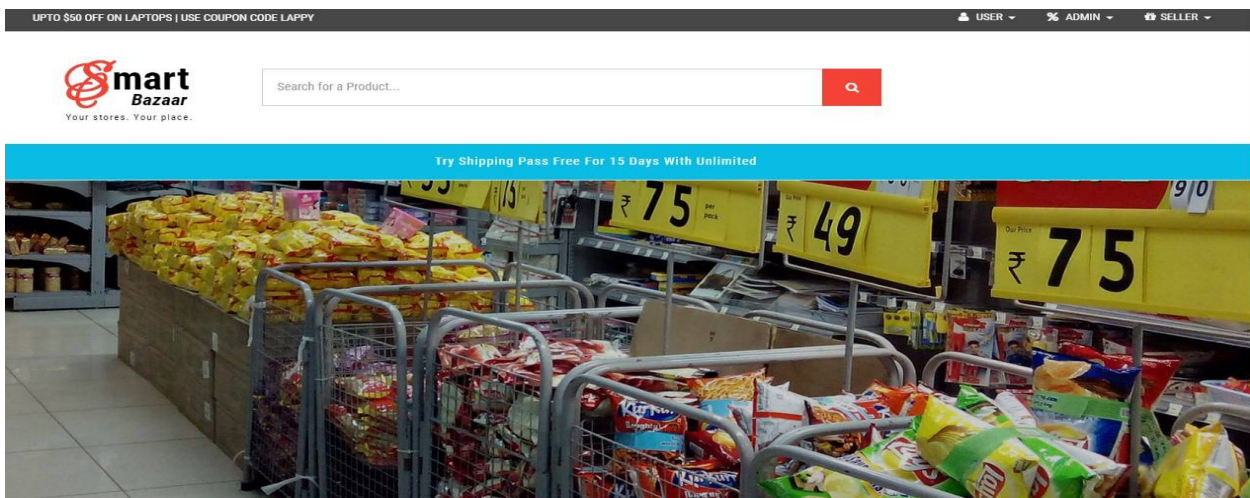 UPTO $50 OFF ON LAPTOPS | USE COUPON CODE LAPPY
USER
ADMIN
SELLER
Smart
Bazaar
Your stores. Your place.
Search for a Product...
Try Shipping Pass Free For 15 Days With Unlimited
₹ 75 per pack
Our Price
₹ 49
90
Our Price
₹ 75
Kurkure
Lay's